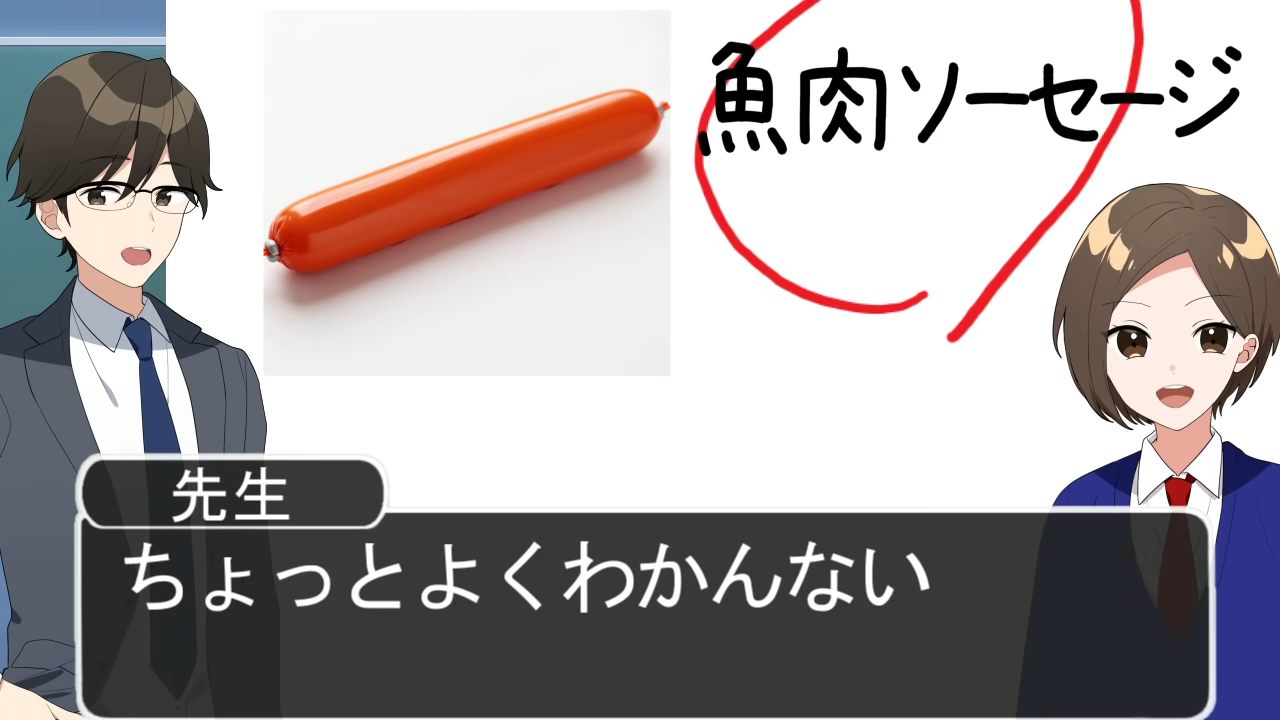 魚肉ソーセージ
先生
ちょっとよくわかんない